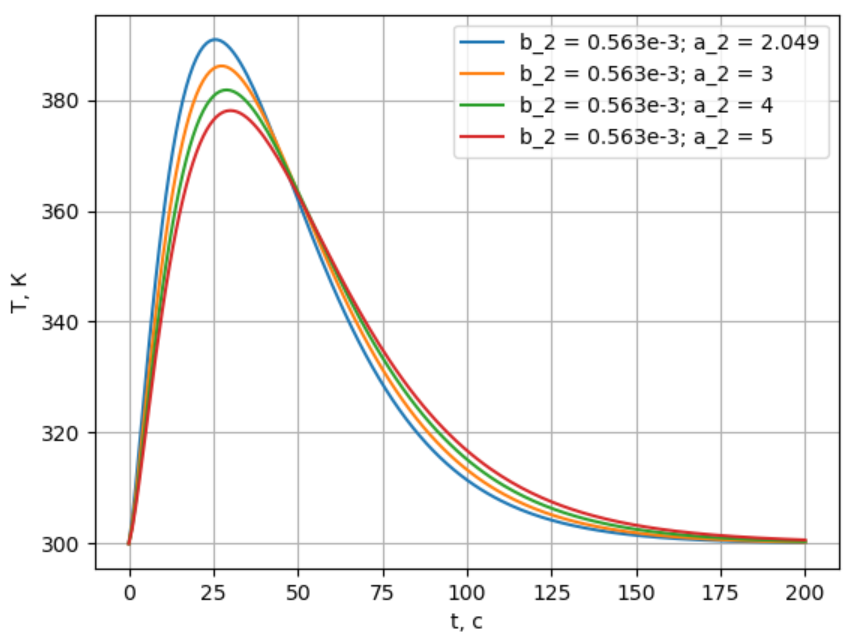 b_2 = 0.563e-3; a_2 = 2.049
b_2 = 0.563e-3; a_2 = 3
b_2 = 0.563e-3; a_2 = 4
b_2 = 0.563e-3; a_2 = 5
T, K
380
360
340
320
300
0 25 50 75 100 125 150 175 200
t, c